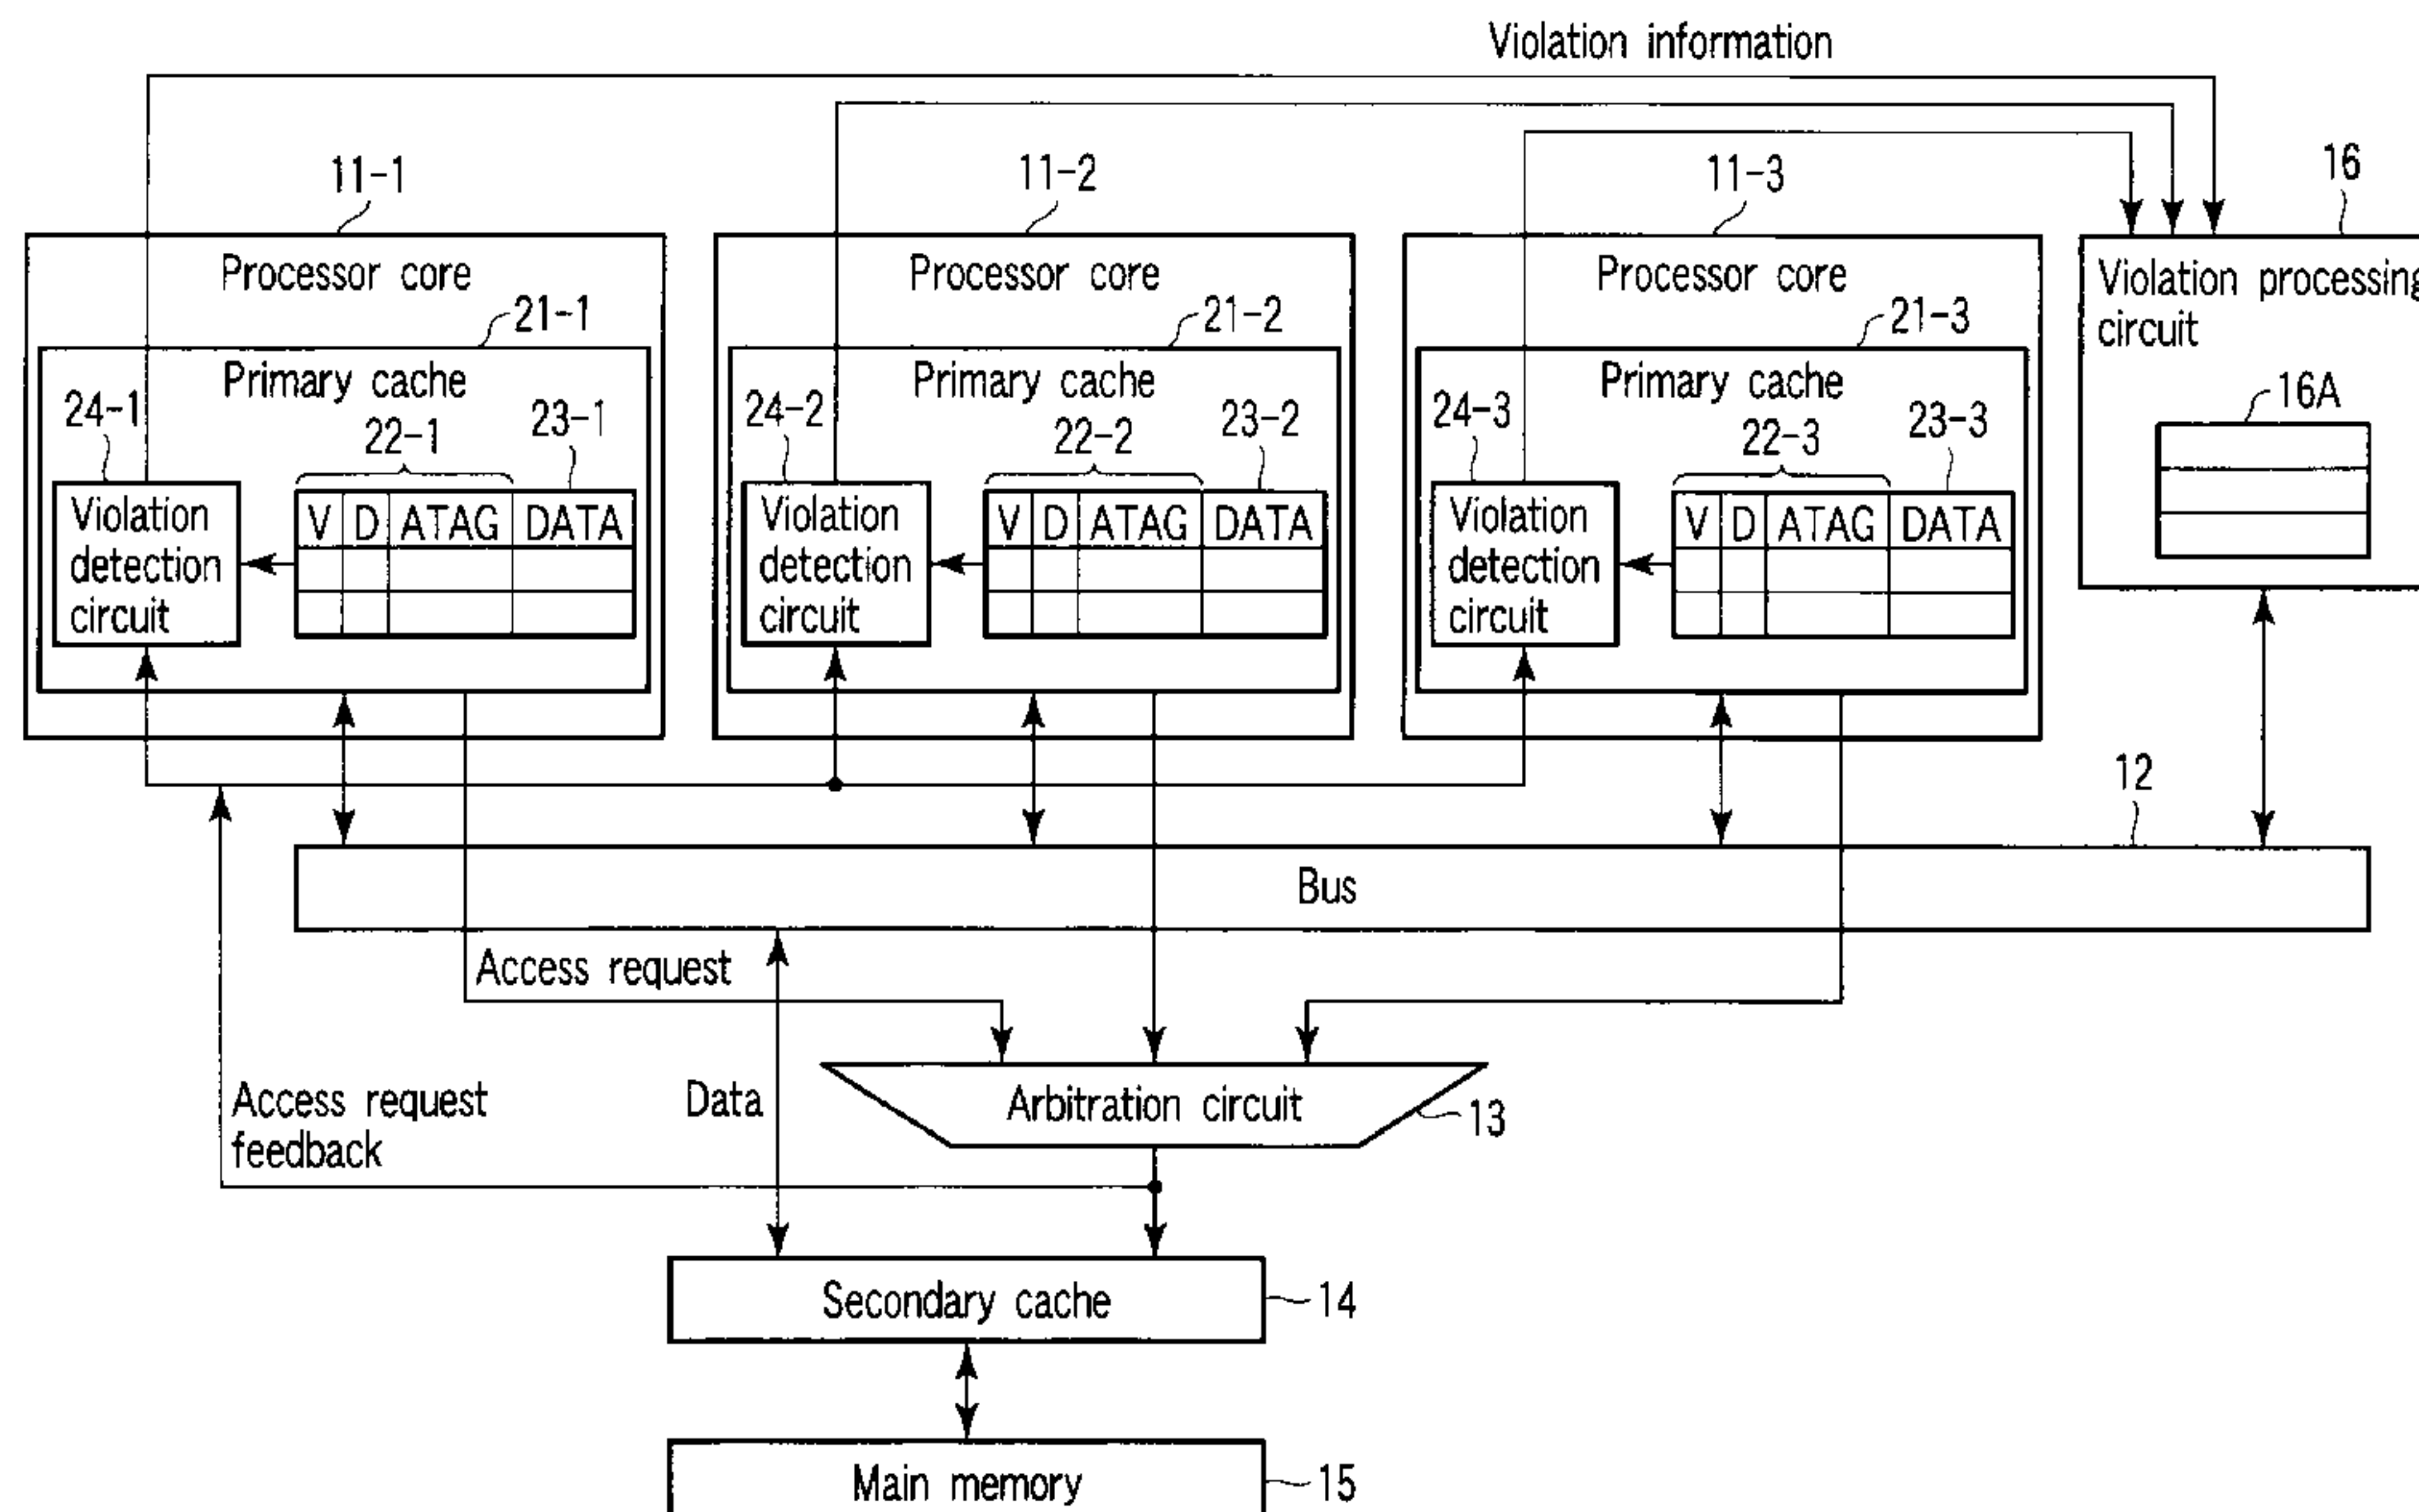 Violation information
11-1
11-2
11-3
16
Processor core
Processor core
Processor core
Violation processing
circuit
21-1
21-2
21-3
Primary cache
Primary cache
Primary cache
24-1
22-1
23-1
24-2
22-2
23-2
24-3
22-3
23-3
16A
Violation
detection
circuit
V D ATAG DATA
Violation
detection
circuit
V D ATAG DATA
Violation
detection
circuit
V D ATAG DATA
12
Bus
Access request
Access request
feedback
Data
Arbitration circuit
13
Secondary cache
14
Main memory
15